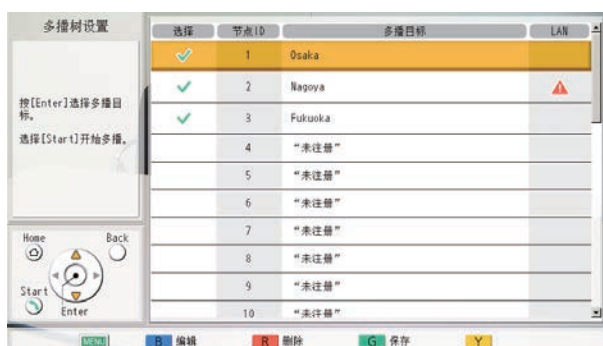 多播树设置
按[Enter]选择多播目
标。
选择[Start]开始多播。
Home Back
Start
Enter
选择 节点ID 多播目标 LAN
1 Osaka
2 Nagoya
3 Fukuoka
4 “未注册”
5 “未注册”
6 “未注册”
7 “未注册”
8 “未注册”
9 “未注册”
10 “未注册”
MENU B 编辑 R 删除 G 保存 Y